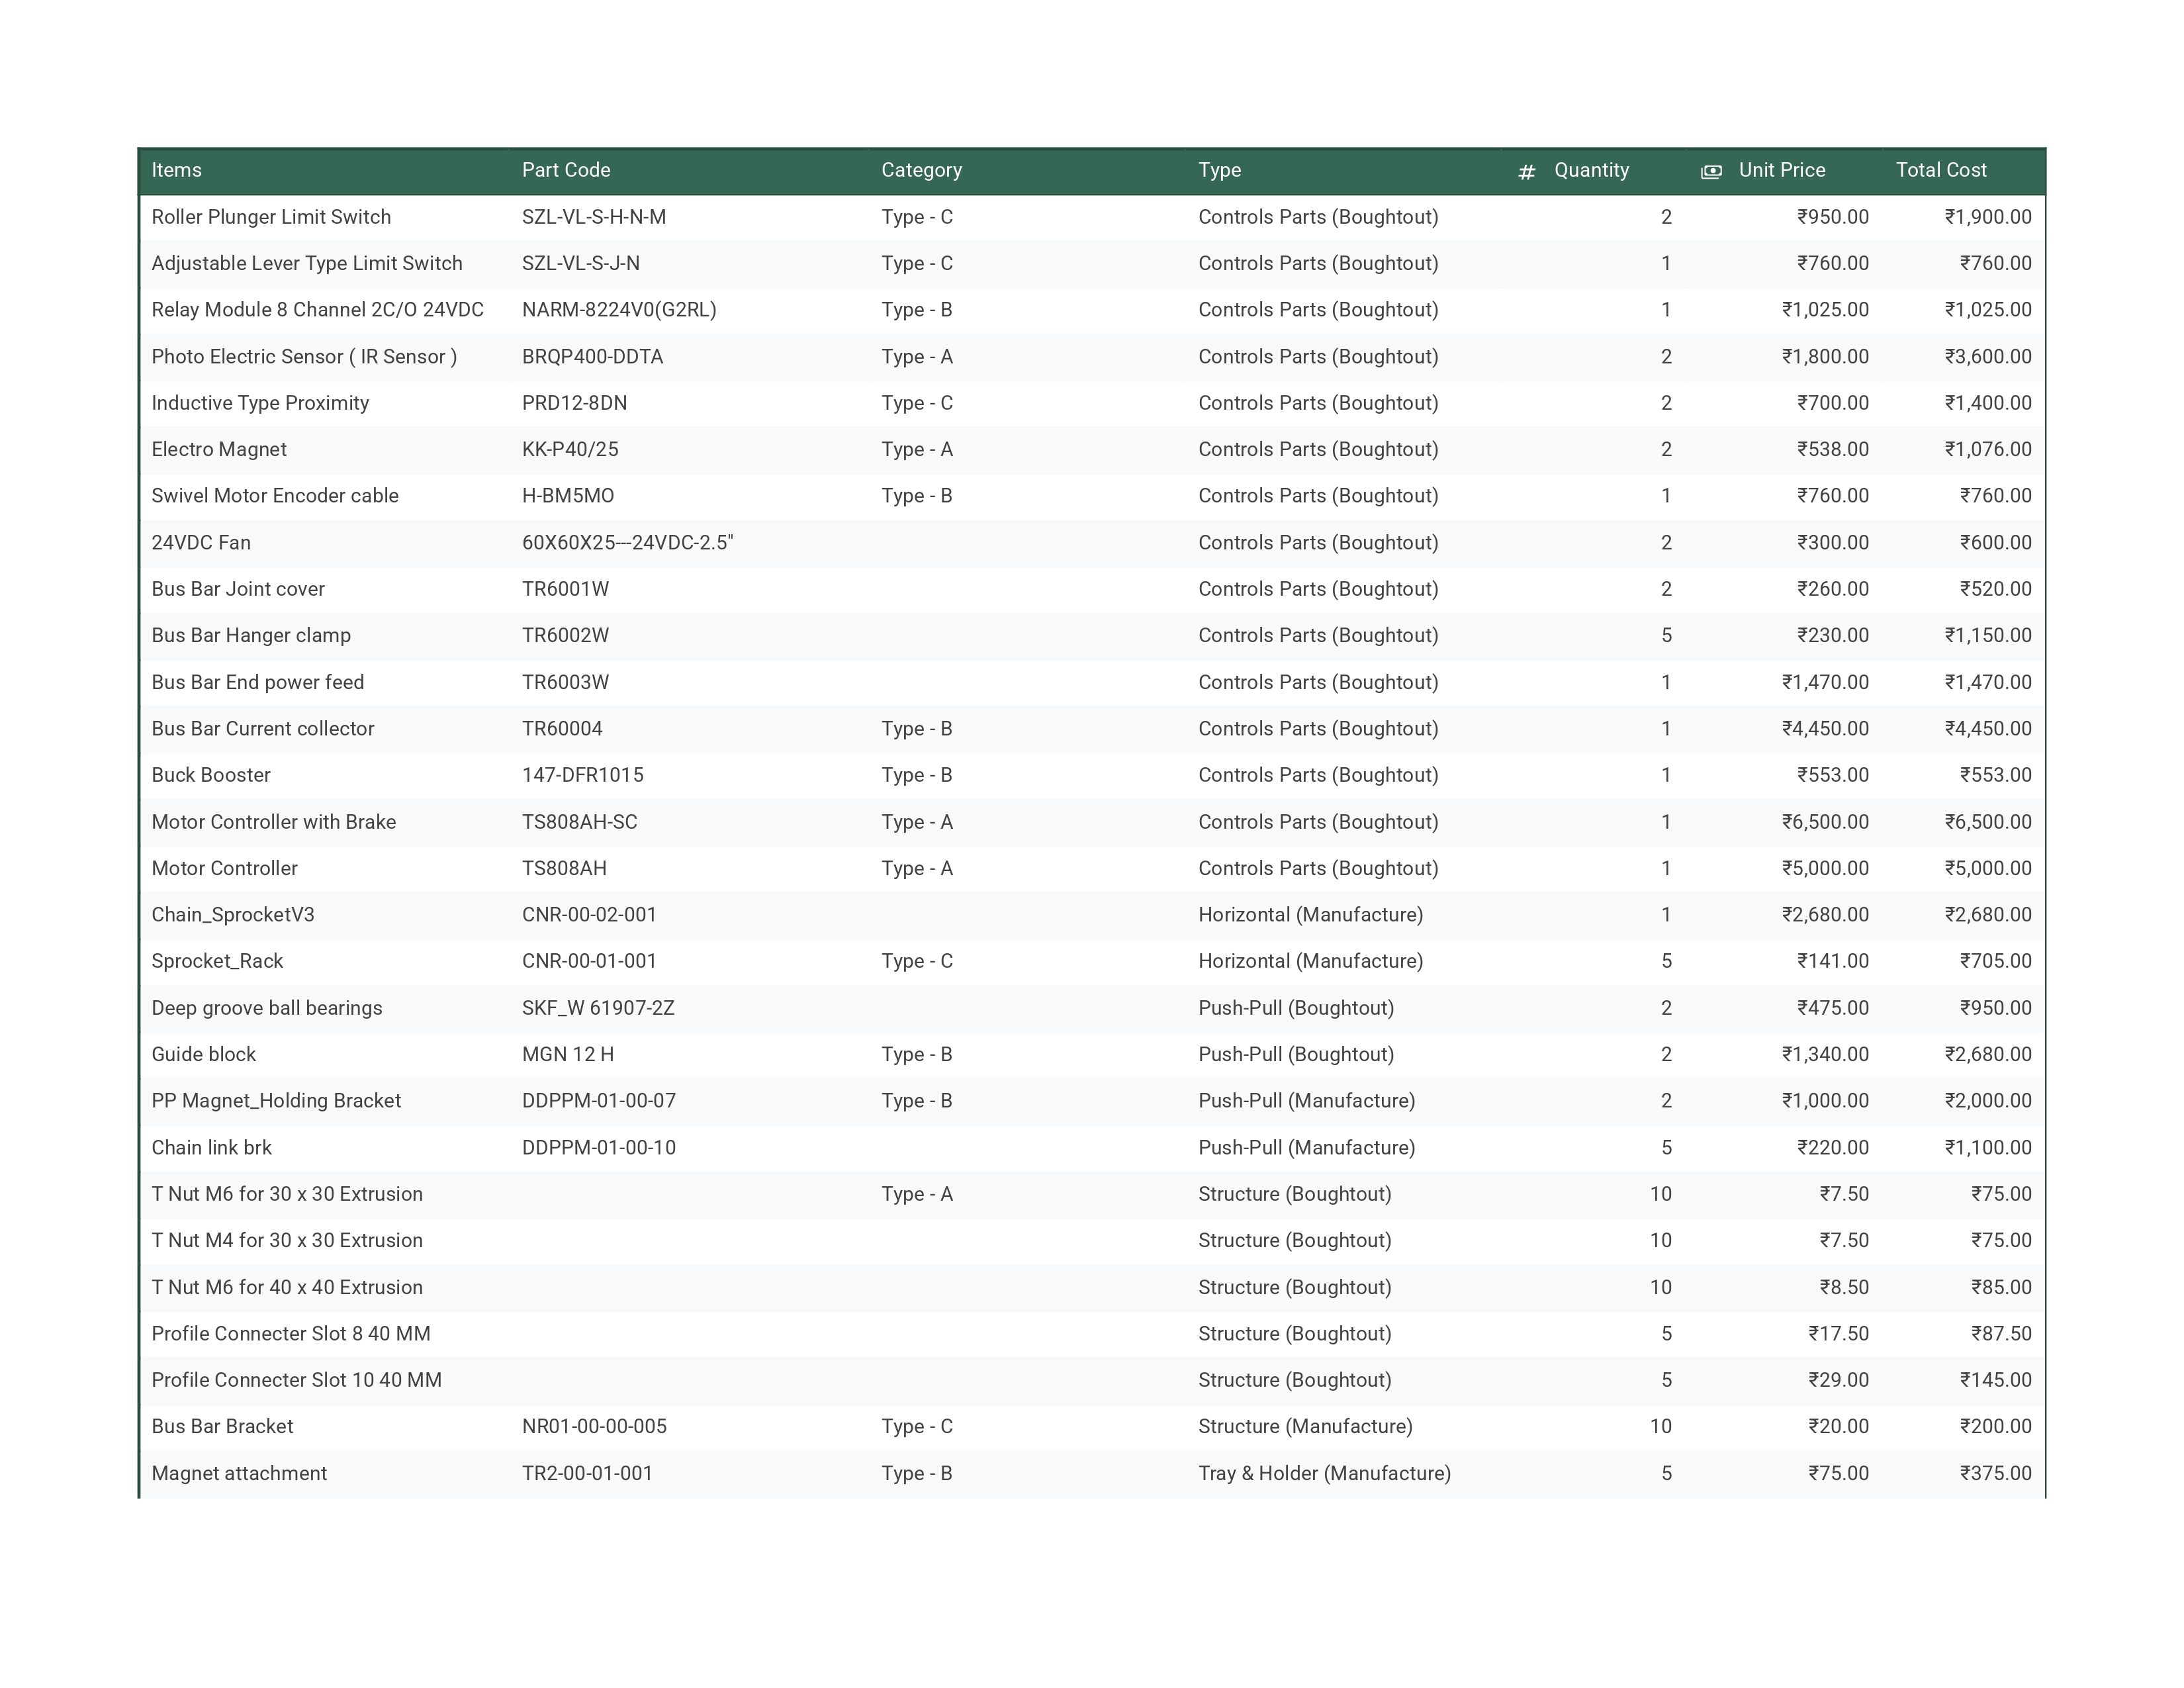 Items Part Code Category Type # Quantity Unit Price Total Cost
Roller Plunger Limit Switch SZL-VL-S-H-N-M Type - C Controls Parts (Boughtout) 2 ₹950.00 ₹1,900.00
Adjustable Lever Type Limit Switch SZL-VL-S-J-N Type - C Controls Parts (Boughtout) 1 ₹760.00 ₹760.00
Relay Module 8 Channel 2C/O 24VDC NARM-8224V0(G2RL) Type - B Controls Parts (Boughtout) 1 ₹1,025.00 ₹1,025.00
Photo Electric Sensor ( IR Sensor ) BRQP400-DDTA Type - A Controls Parts (Boughtout) 2 ₹1,800.00 ₹3,600.00
Inductive Type Proximity PRD12-8DN Type - C Controls Parts (Boughtout) 2 ₹700.00 ₹1,400.00
Electro Magnet KK-P40/25 Type - A Controls Parts (Boughtout) 2 ₹538.00 ₹1,076.00
Swivel Motor Encoder cable H-BM5MO Type - B Controls Parts (Boughtout) 1 ₹760.00 ₹760.00
24VDC Fan 60X60X25---24VDC-2.5" Controls Parts (Boughtout) 2 ₹300.00 ₹600.00
Bus Bar Joint cover TR6001W Controls Parts (Boughtout) 2 ₹260.00 ₹520.00
Bus Bar Hanger clamp TR6002W Controls Parts (Boughtout) 5 ₹230.00 ₹1,150.00
Bus Bar End power feed TR6003W Controls Parts (Boughtout) 1 ₹1,470.00 ₹1,470.00
Bus Bar Current collector TR60004 Type - B Controls Parts (Boughtout) 1 ₹4,450.00 ₹4,450.00
Buck Booster 147-DFR1015 Type - B Controls Parts (Boughtout) 1 ₹553.00 ₹553.00
Motor Controller with Brake TS808AH-SC Type - A Controls Parts (Boughtout) 1 ₹6,500.00 ₹6,500.00
Motor Controller TS808AH Type - A Controls Parts (Boughtout) 1 ₹5,000.00 ₹5,000.00
Chain_SprocketV3 CNR-00-02-001 Horizontal (Manufacture) 1 ₹2,680.00 ₹2,680.00
Sprocket_Rack CNR-00-01-001 Type - C Horizontal (Manufacture) 5 ₹141.00 ₹705.00
Deep groove ball bearings SKF_W 61907-2Z Push-Pull (Boughtout) 2 ₹475.00 ₹950.00
Guide block MGN 12 H Type - B Push-Pull (Boughtout) 2 ₹1,340.00 ₹2,680.00
PP Magnet_Holding Bracket DDPPM-01-00-07 Type - B Push-Pull (Manufacture) 2 ₹1,000.00 ₹2,000.00
Chain link brk DDPPM-01-00-10 Push-Pull (Manufacture) 5 ₹220.00 ₹1,100.00
T Nut M6 for 30 x 30 Extrusion Type - A Structure (Boughtout) 10 ₹7.50 ₹75.00
T Nut M4 for 30 x 30 Extrusion Structure (Boughtout) 10 ₹7.50 ₹75.00
T Nut M6 for 40 x 40 Extrusion Structure (Boughtout) 10 ₹8.50 ₹85.00
Profile Connecter Slot 8 40 MM Structure (Boughtout) 5 ₹17.50 ₹87.50
Profile Connecter Slot 10 40 MM Structure (Boughtout) 5 ₹29.00 ₹145.00
Bus Bar Bracket NR01-00-00-005 Type - C Structure (Manufacture) 10 ₹20.00 ₹200.00
Magnet attachment TR2-00-01-001 Type - B Tray & Holder (Manufacture) 5 ₹75.00 ₹375.00